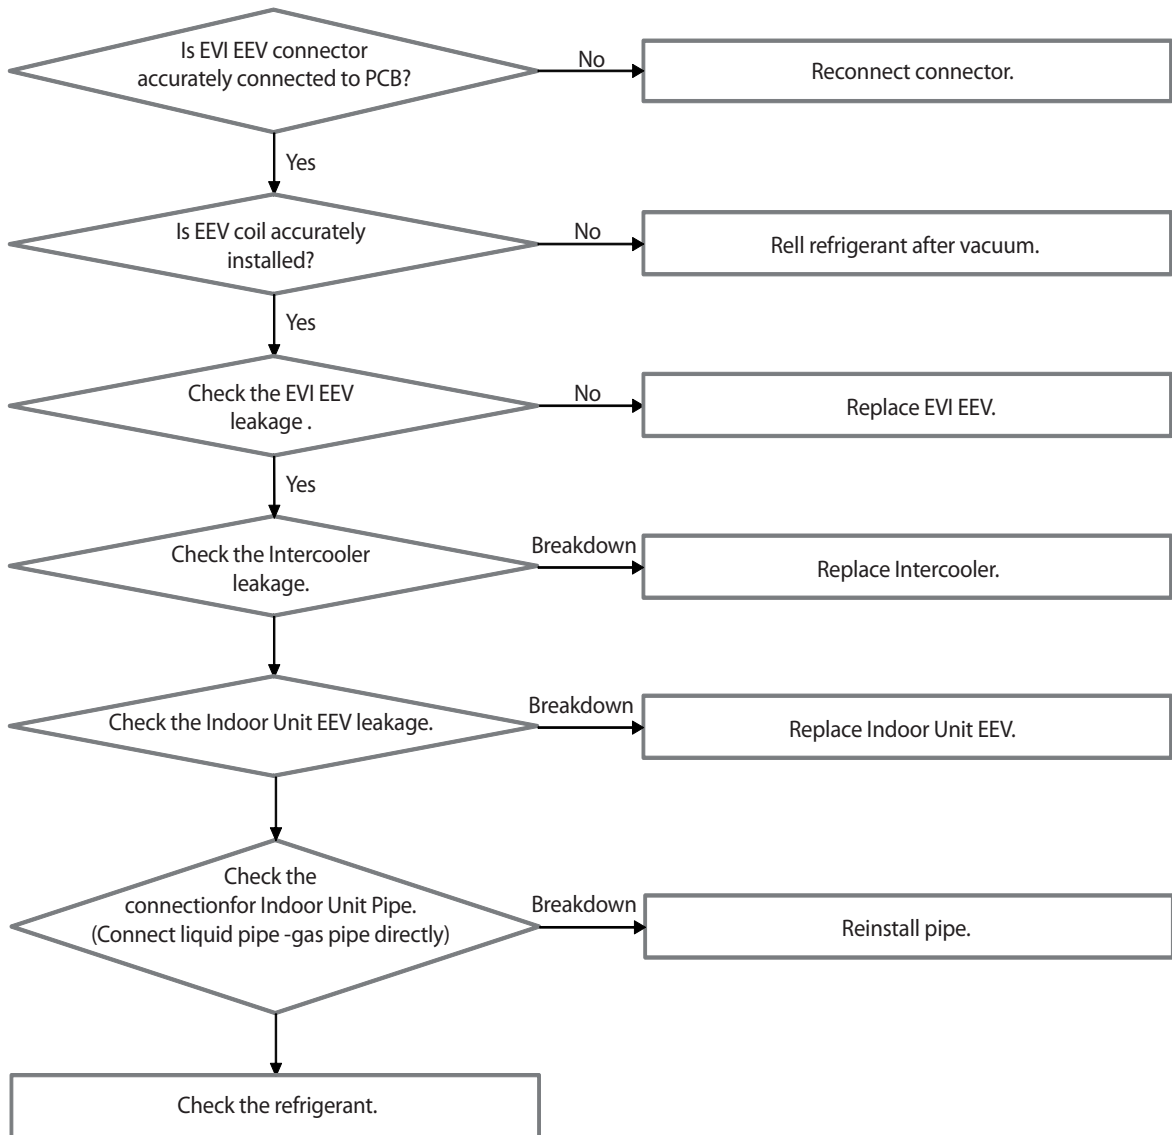 Is EVI EEV connector
accurately connected to PCB?
No
Reconnect connector.
Yes
Is EEV coil accurately
installed?
No
Rell refrigerant after vacuum.
Yes
Check the EVI EEV
leakage .
No
Replace EVI EEV.
Yes
Check the Intercooler
leakage.
Breakdown
Replace Intercooler.
Check the Indoor Unit EEV leakage.
Breakdown
Replace Indoor Unit EEV.
Check the
connectionfor Indoor Unit Pipe.
(Connect liquid pipe -gas pipe directly)
Breakdown
Reinstall pipe.
Check the refrigerant.